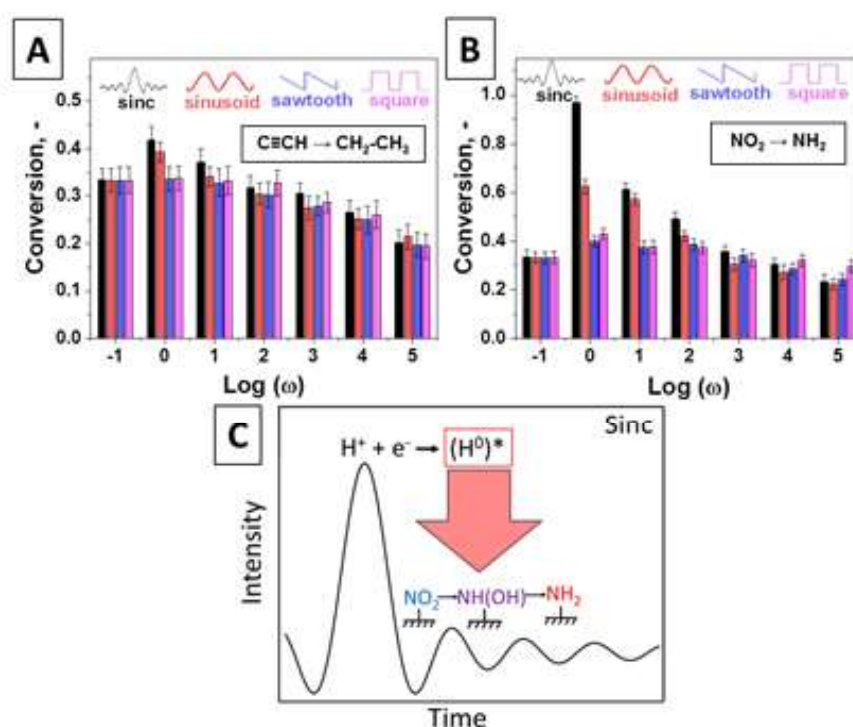 A
sinc sinusoid sawtooth square
C≡CH → CH₂-CH₃
Conversion, -
0.5
0.4
0.3
0.2
0.1
0.0
-1 0 1 2 3 4 5
Log (ω)
B
sinc sinusoid sawtooth square
NO₂ → NH₂
Conversion, -
1.0
0.8
0.6
0.4
0.2
0.0
-1 0 1 2 3 4 5
Log (ω)
C
Sinc
H⁺ + e⁻ → (H⁰)*
NO₂→NH(OH)→NH₂
Intensity
Time